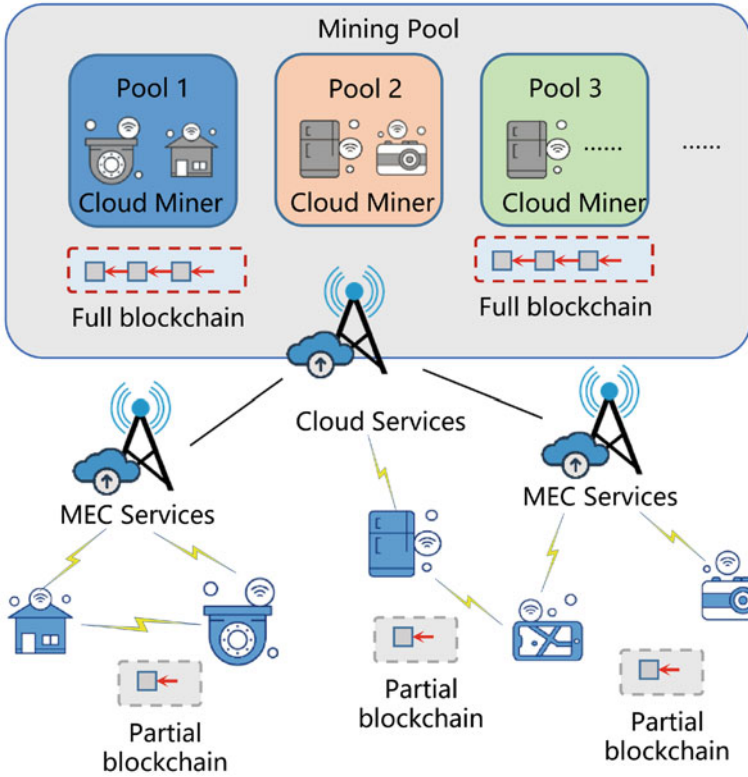 Mining Pool
Pool 1
Pool 2
Pool 3
......
......
Cloud Miner
Cloud Miner
Cloud Miner
Full blockchain
Full blockchain
Cloud Services
MEC Services
MEC Services
Partial
blockchain
Partial
blockchain
Partial
blockchain